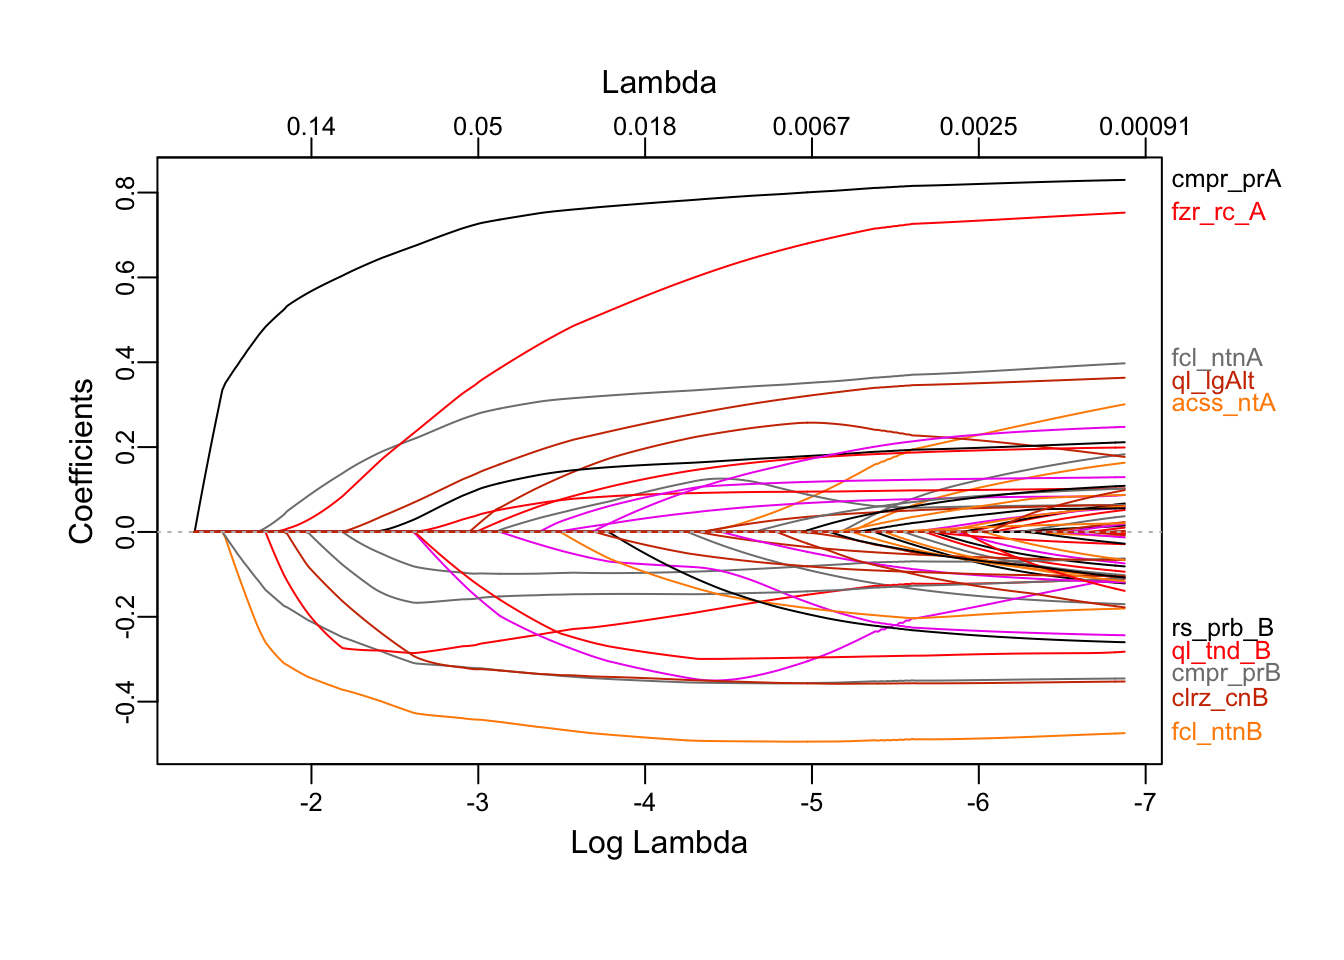 Lambda
0.14 0.05 0.018 0.0067 0.0025 0.00091
Coefficients
0.8
0.6
0.4
0.2
0.0
-0.2
-0.4
cmpr_prA
fzr_rc_A
fcl_ntnA
ql_lgAlt
acss_ntA
rs_prb_B
ql_tnd_B
cmpr_prB
clrz_cnB
fcl_ntnB
-2 -3 -4 -5 -6 -7
Log Lambda